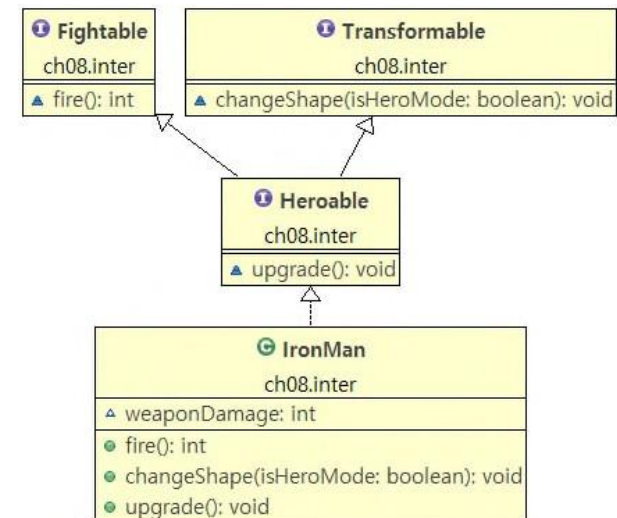 Fightable
ch08.inter
fire(): int
Transformable
ch08.inter
changeShape(isHeroMode: boolean): void
Heroable
ch08.inter
upgrade(): void
IronMan
ch08.inter
weaponDamage: int
fire(): int
changeShape(isHeroMode: boolean): void
upgrade(): void